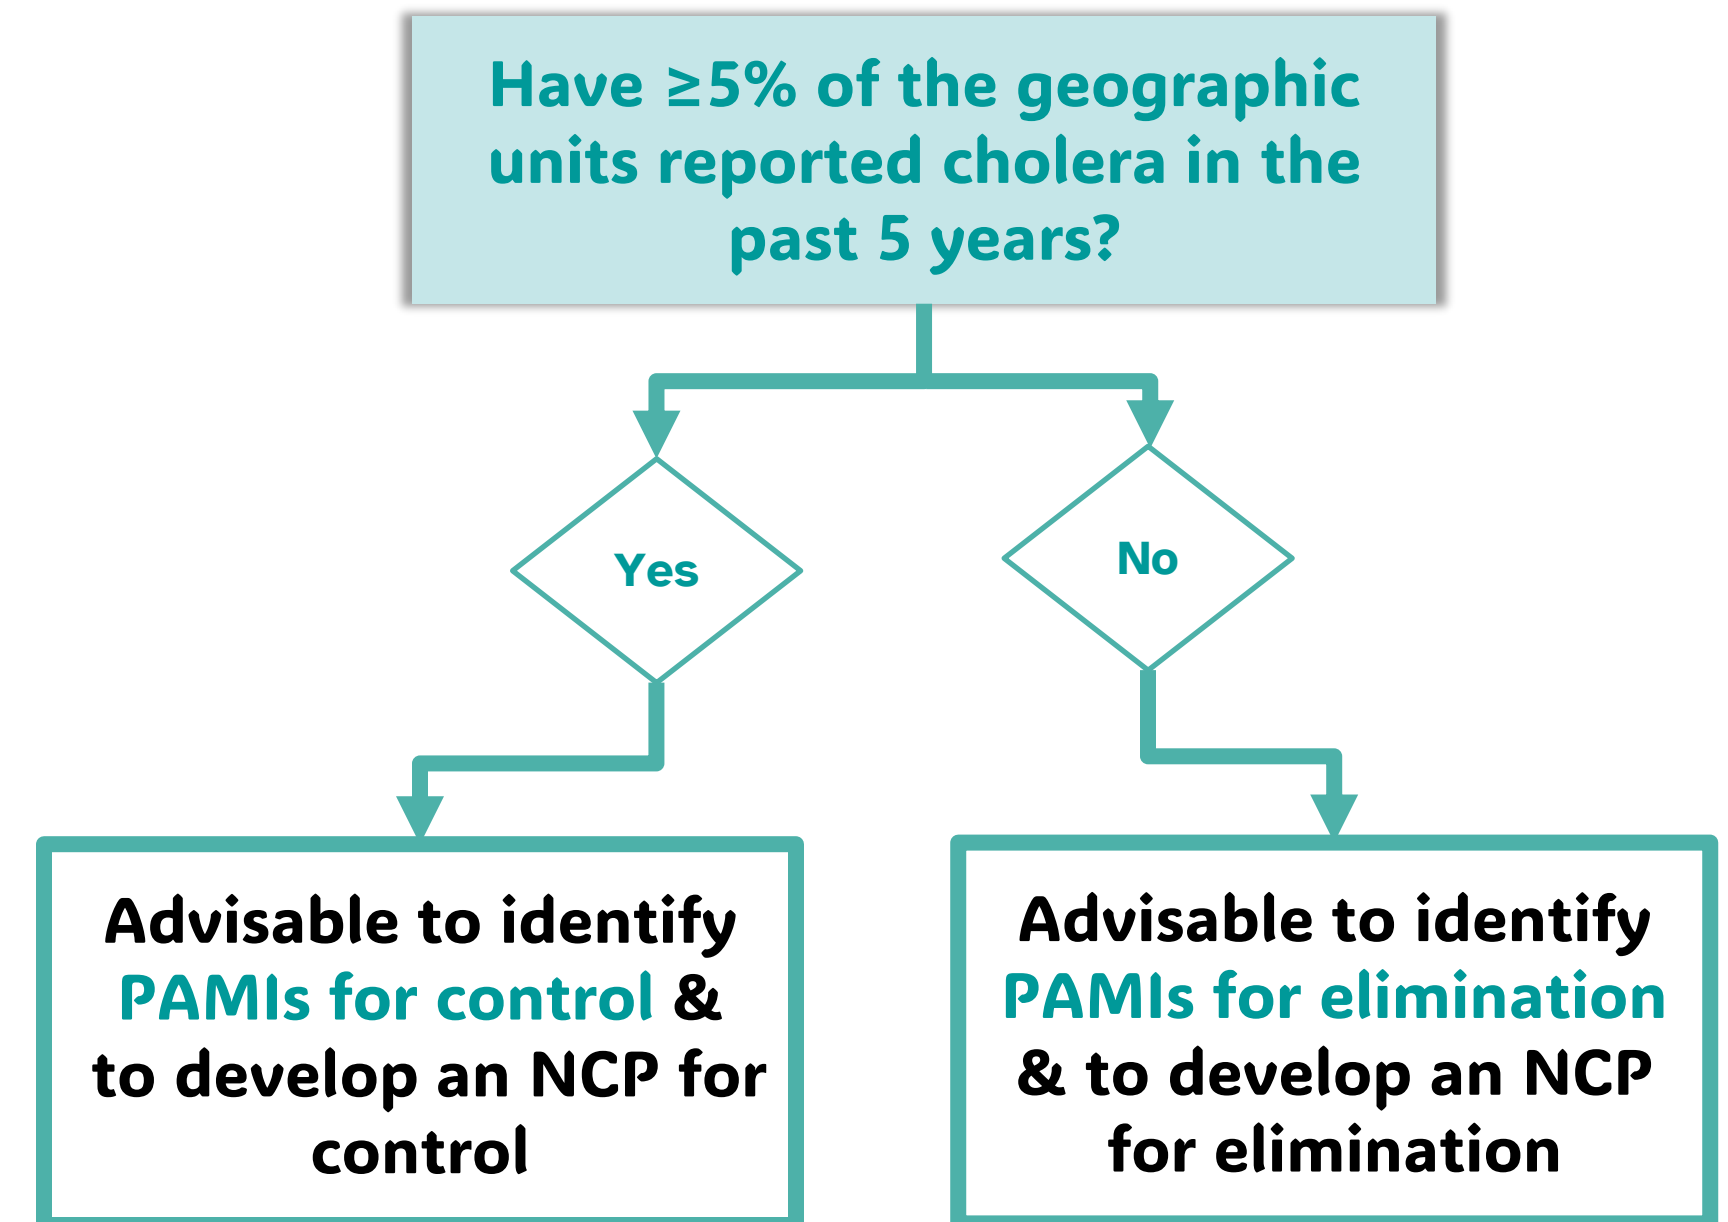 Have ≥5% of the geographic
units reported cholera in the
past 5 years?
Yes
No
Advisable to identify
PAMIs for control &
to develop an NCP for
control
Advisable to identify
PAMIs for elimination
& to develop an NCP
for elimination